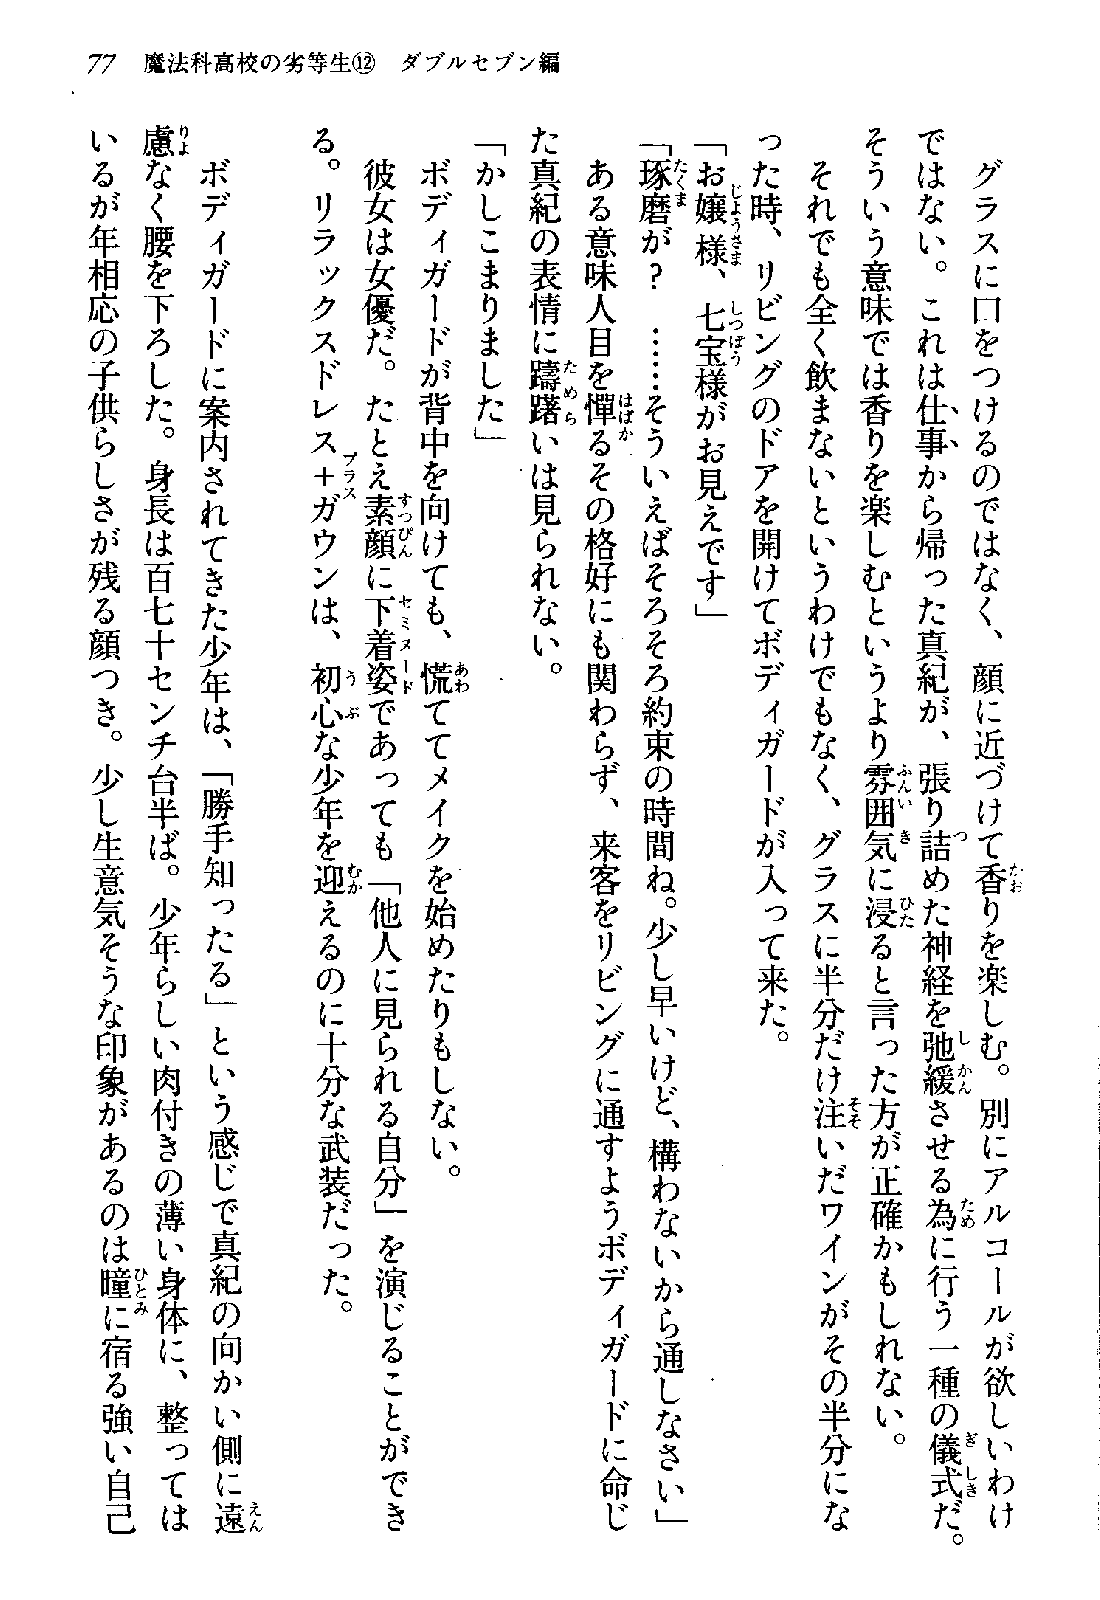 77　魔法科高校の劣等生⑫　ダブルセブン編
　グラスに口をつけるのではなく、顔に近づけて香りを楽しむ。別にアルコールが欲しいわけ
ではない。これは仕事から帰った真紀が、張り詰めた神経を弛緩させる為に行う一種の儀式だ。
そういう意味では香りを楽しむというより雰囲気に浸ると言った方が正確かもしれない。
　それでも全く飲まないというわけでもなく、グラスに半分だけ注いだワインがその半分にな
った時、リビングのドアを開けてボディガードが入って来た。
「お嬢様、七宝様がお見えです」
「琢磨が？　……そういえばそろそろ約束の時間ね。少し早いけど、構わないから通しなさい」
　ある意味人目を憚るその格好にも関わらず、来客をリビングに通すようボディガードに命じ
た真紀の表情に躊躇いは見られない。
「かしこまりました」
　ボディガードが背中を向けても、慌ててメイクを始めたりもしない。
　彼女は女優だ。たとえ素顔に下着姿であっても「他人に見られる自分」を演じることができ
る。リラックスドレス＋ガウンは、初心な少年を迎えるのに十分な武装だった。
　ボディガードに案内されてきた少年は、「勝手知ったる」という感じで真紀の向かい側に遠
慮なく腰を下ろした。身長は百七十センチ台半ば。少年らしい肉付きの薄い身体に、整っては
いるが年相応の子供らしさが残る顔つき。少し生意気そうな印象があるのは瞳に宿る強い自己